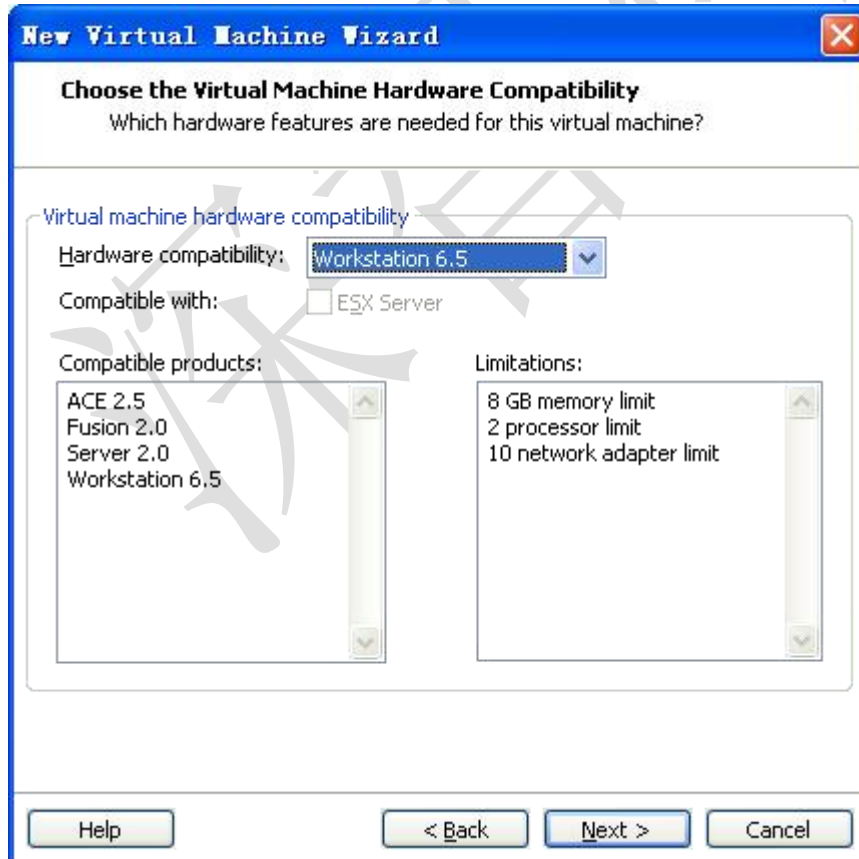 New Virtual Machine Wizard
Choose the Virtual Machine Hardware Compatibility
Which hardware features are needed for this virtual machine?
Virtual machine hardware compatibility
Hardware compatibility: Workstation 6.5
Compatible with: ESX Server
Compatible products:
ACE 2.5
Fusion 2.0
Server 2.0
Workstation 6.5
Limitations:
8 GB memory limit
2 processor limit
10 network adapter limit
Help < Back Next > Cancel